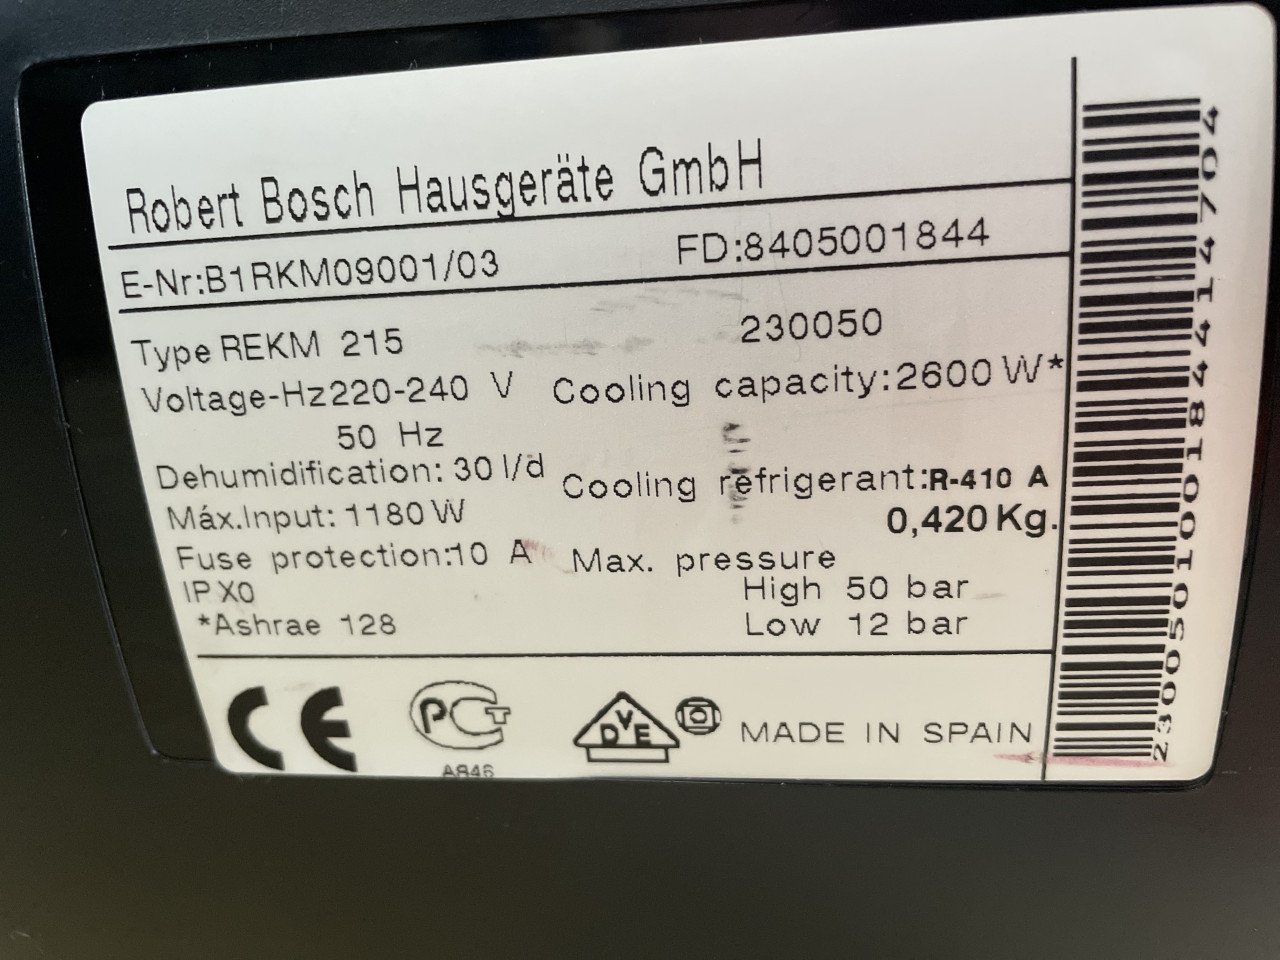 Robert Bosch Hausgeräte GmbH
E-Nr:B1RKM09001/03 FD:8405001844
Type REKM 215 230050
Voltage-Hz220-240 V Cooling capacity:2600 W*
50 Hz
Dehumidification: 30 l/d Cooling refrigerant:R-410 A
Máx.Input: 1180 W 0,420 Kg.
Fuse protection:10 A Max. pressure
IP X0 High 50 bar
*Ashrae 128 Low 12 bar
CE PCT DVE MADE IN SPAIN
230050100184414704